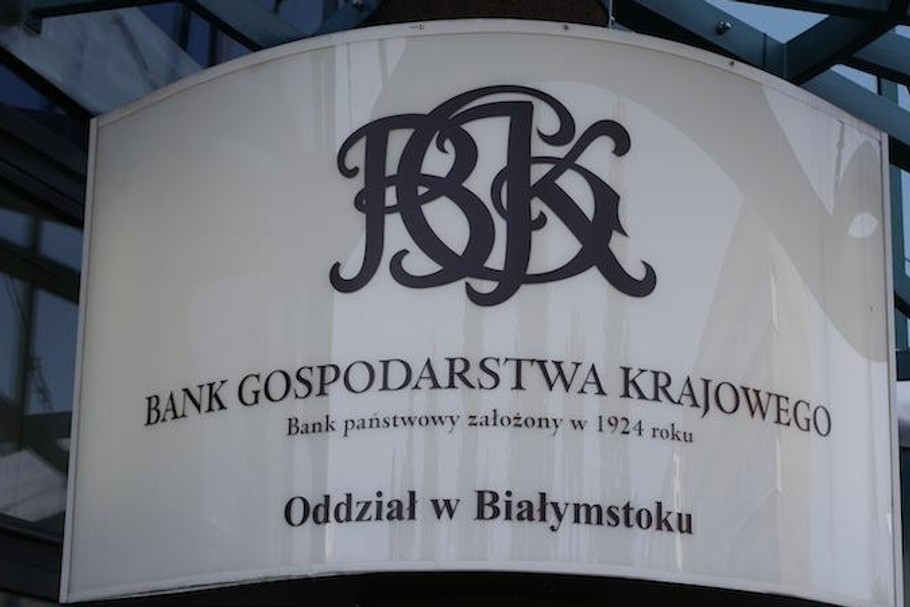 BGK
BANK GOSPODARSTWA KRAJOWEGO
Bank państwowy założony w 1924 roku
Oddział w Białymstoku